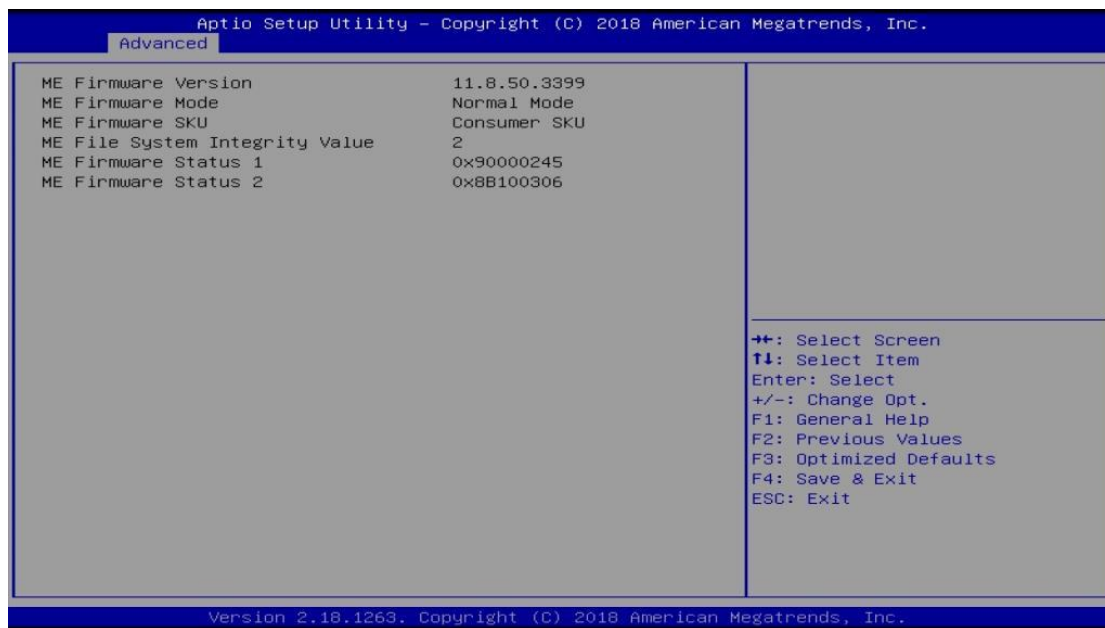 Aptio Setup Utility – Copyright (C) 2018 American Megatrends, Inc.
Advanced
ME Firmware Version 11.8.50.3399
ME Firmware Mode Normal Mode
ME Firmware SKU Consumer SKU
ME File System Integrity Value 2
ME Firmware Status 1 0x90000245
ME Firmware Status 2 0x8B100306
→←: Select Screen
↑↓: Select Item
Enter: Select
+/-: Change Opt.
F1: General Help
F2: Previous Values
F3: Optimized Defaults
F4: Save & Exit
ESC: Exit
Version 2.18.1263. Copyright (C) 2018 American Megatrends, Inc.